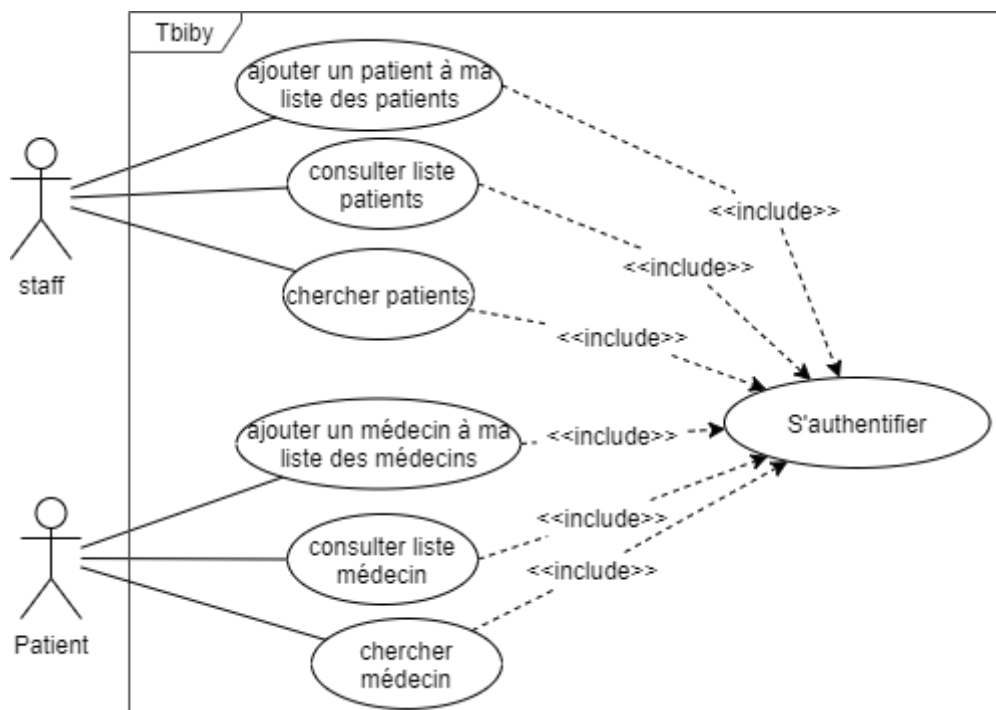 Tbiby
ajouter un patient à ma
liste des patients
consulter liste
patients
<<include>>
staff
chercher patients
<<include>>
<<include>>
ajouter un médecin à ma
liste des médecins
<<include>>
S'authentifier
consulter liste
médecin
<<include>>
<<include>>
Patient
chercher
médecin